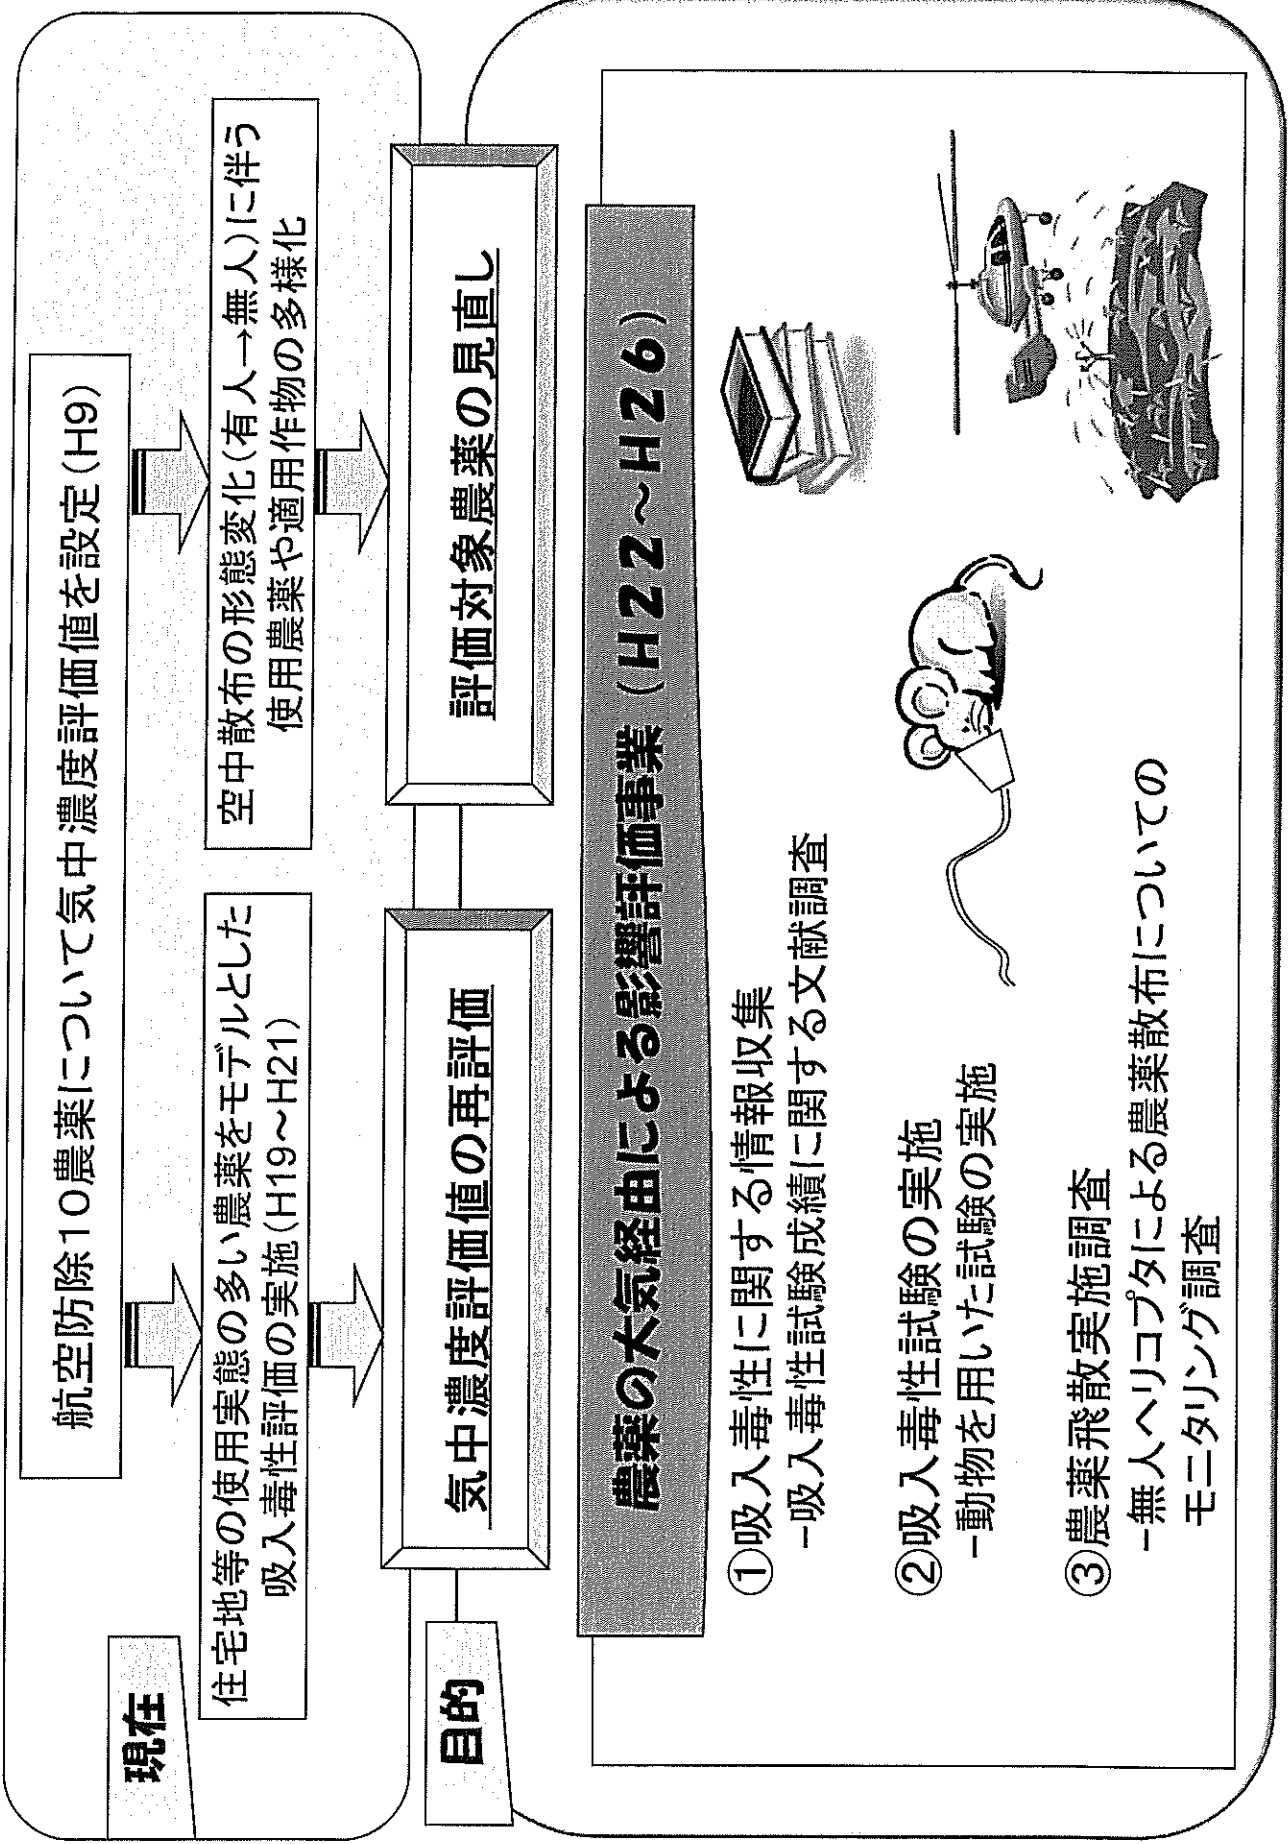 現在
航空防除10農薬について気中濃度評価値を設定(H9)
住宅地等の使用実態の多い農薬をモデルとした
吸入毒性評価の実施(H19～H21)
空中散布の形態変化(有人→無人)に伴う
使用農薬や適用作物の多様化
目的
気中濃度評価値の再評価
評価対象農薬の見直し
農薬の大気経由による影響評価事業（H22～H26）
①吸入毒性に関する情報収集
－吸入毒性試験成績に関する文献調査
②吸入毒性試験の実施
－動物を用いた試験の実施
③農薬飛散実施調査
－無人ヘリコプタによる農薬散布についての
モニタリング調査